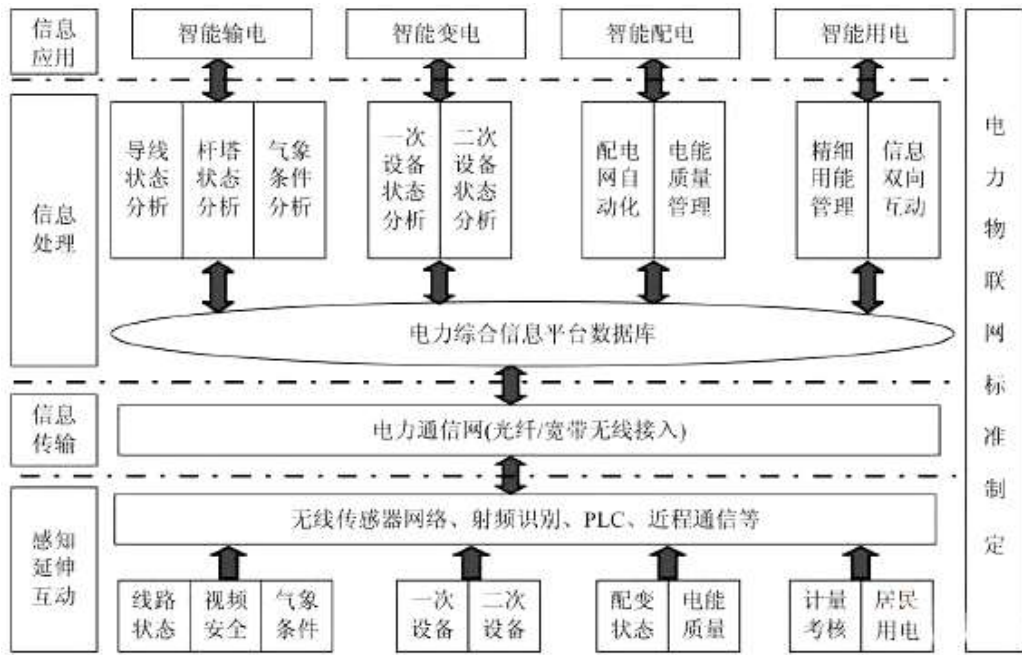 信息
应用
智能输电
智能变电
智能配电
智能用电
信息
处理
导线
状态
分析
杆塔
状态
分析
气象
条件
分析
一次
设备
状态
分析
二次
设备
状态
分析
配电
网自
动化
电能
质量
管理
精细
用能
管理
信息
双向
互动
电力综合信息平台数据库
信息
传输
电力通信网(光纤/宽带无线接入)
感知
延伸
互动
无线传感器网络、射频识别、PLC、近程通信等
线路
状态
视频
安全
气象
条件
一次
设备
二次
设备
配变
状态
电能
质量
计量
考核
居民
用电
电
力
物
联
网
标
准
制
定